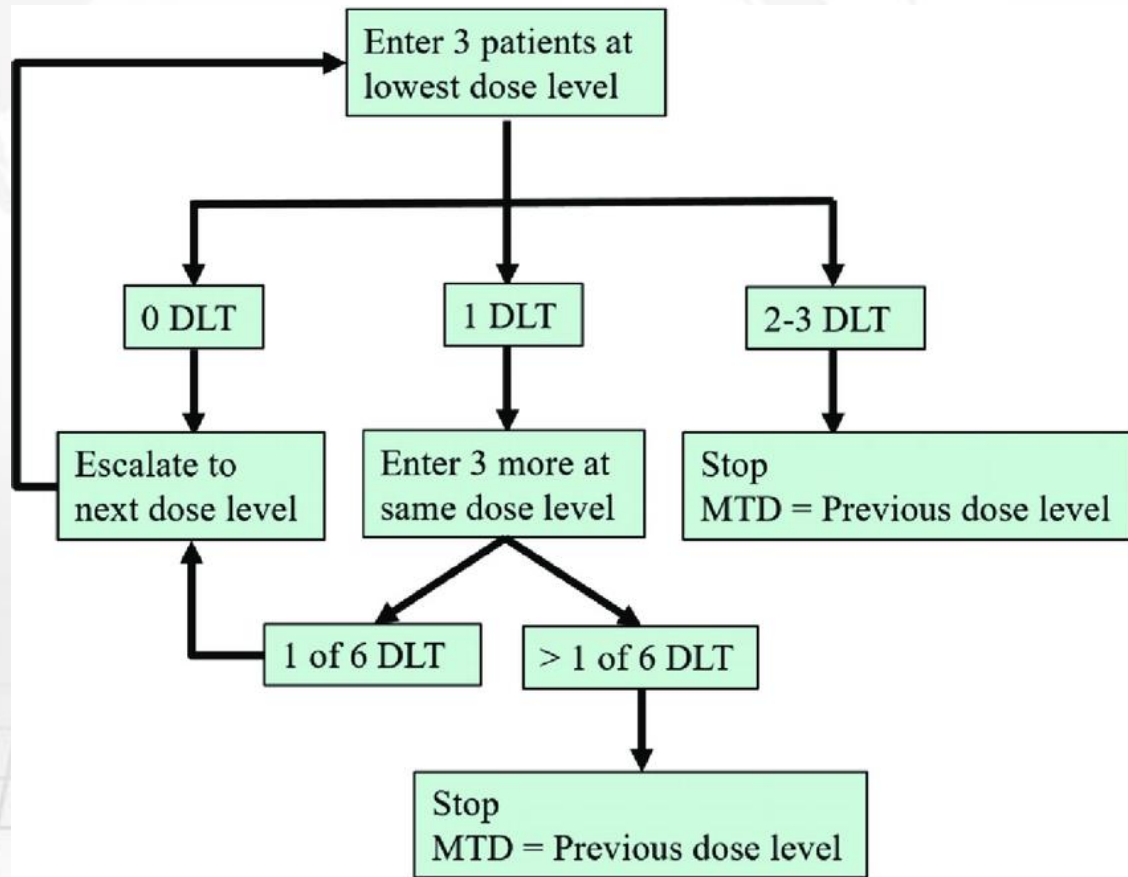 Enter 3 patients at
lowest dose level
0 DLT
1 DLT
2-3 DLT
Escalate to
next dose level
Enter 3 more at
same dose level
Stop
MTD = Previous dose level
1 of 6 DLT
> 1 of 6 DLT
Stop
MTD = Previous dose level